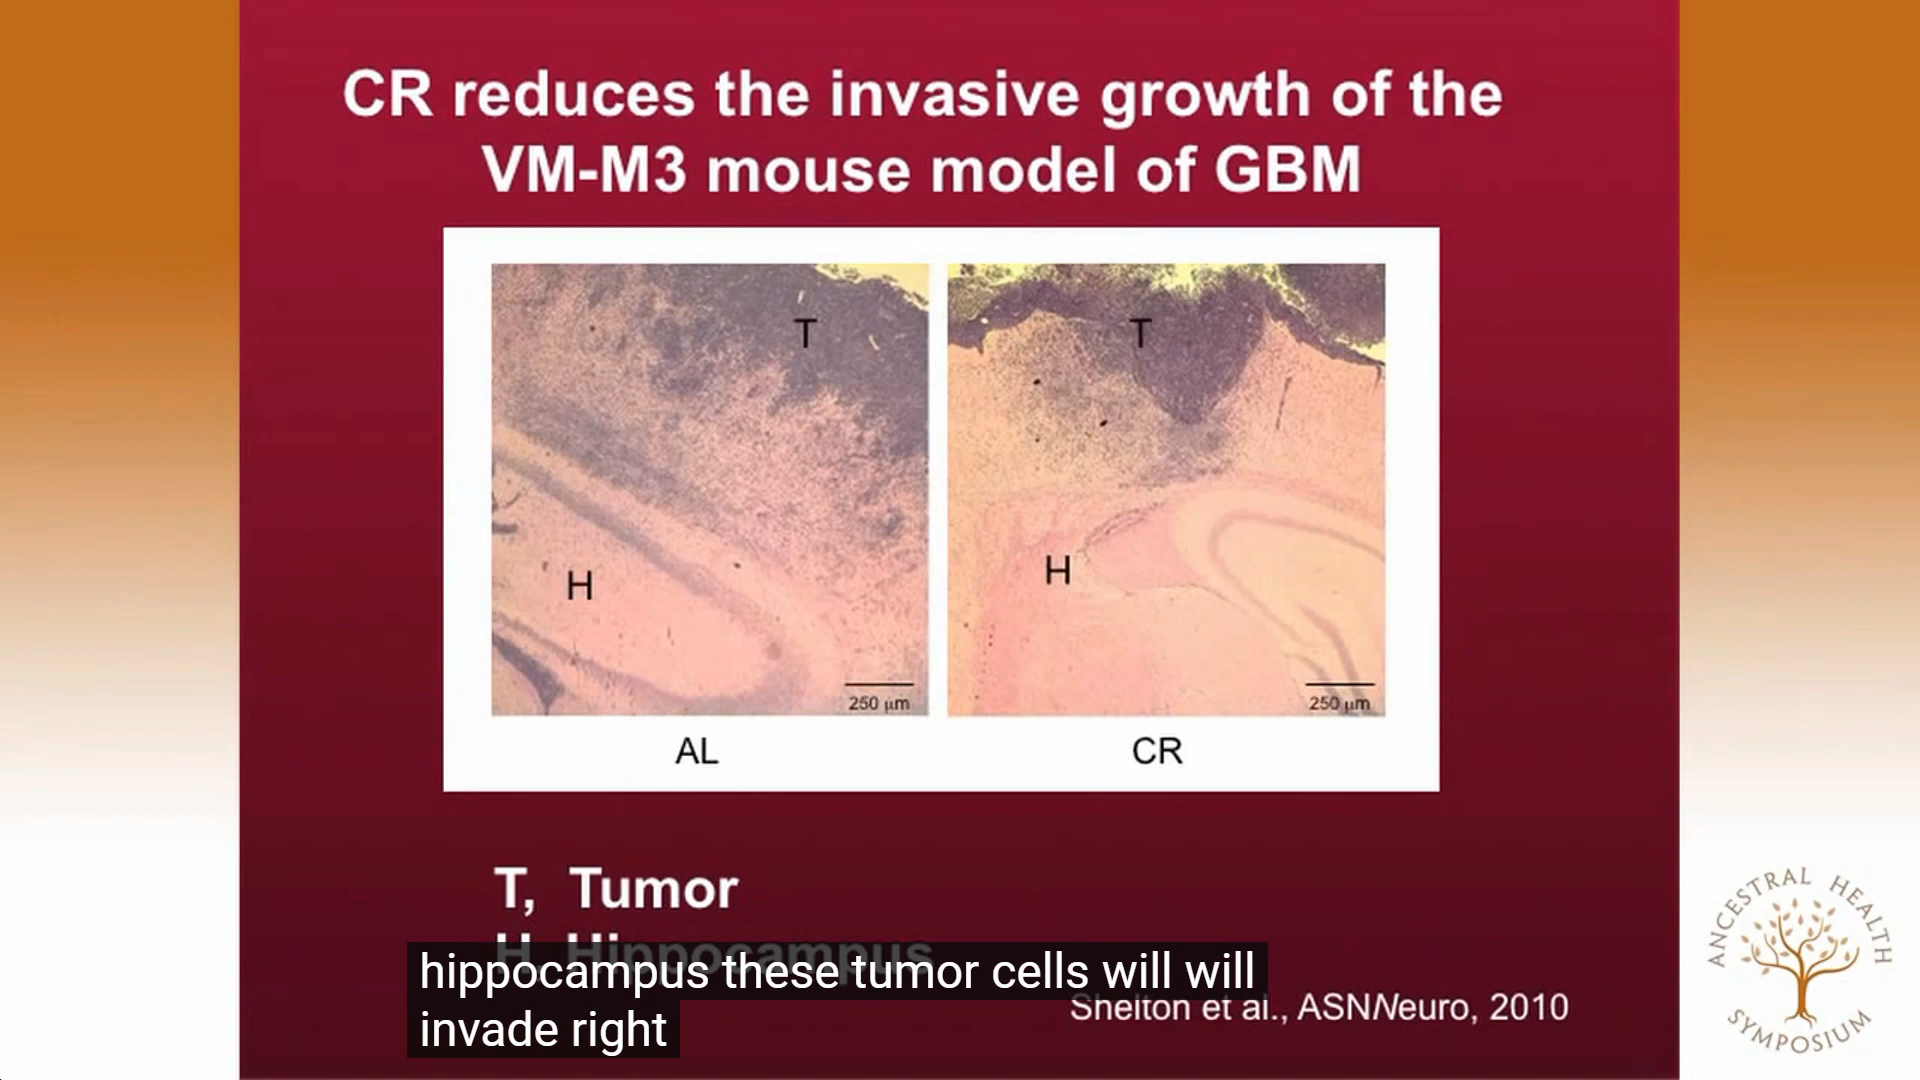 CR reduces the invasive growth of the
VM-M3 mouse model of GBM
T
H
250 μm
AL
T
H
250 μm
CR
T, Tumor
H, Hippocampus
hippocampus these tumor cells will will
invade right
Shelton et al., ASNNeuro, 2010
ANCESTRAL HEALTH
SYMPOSIUM